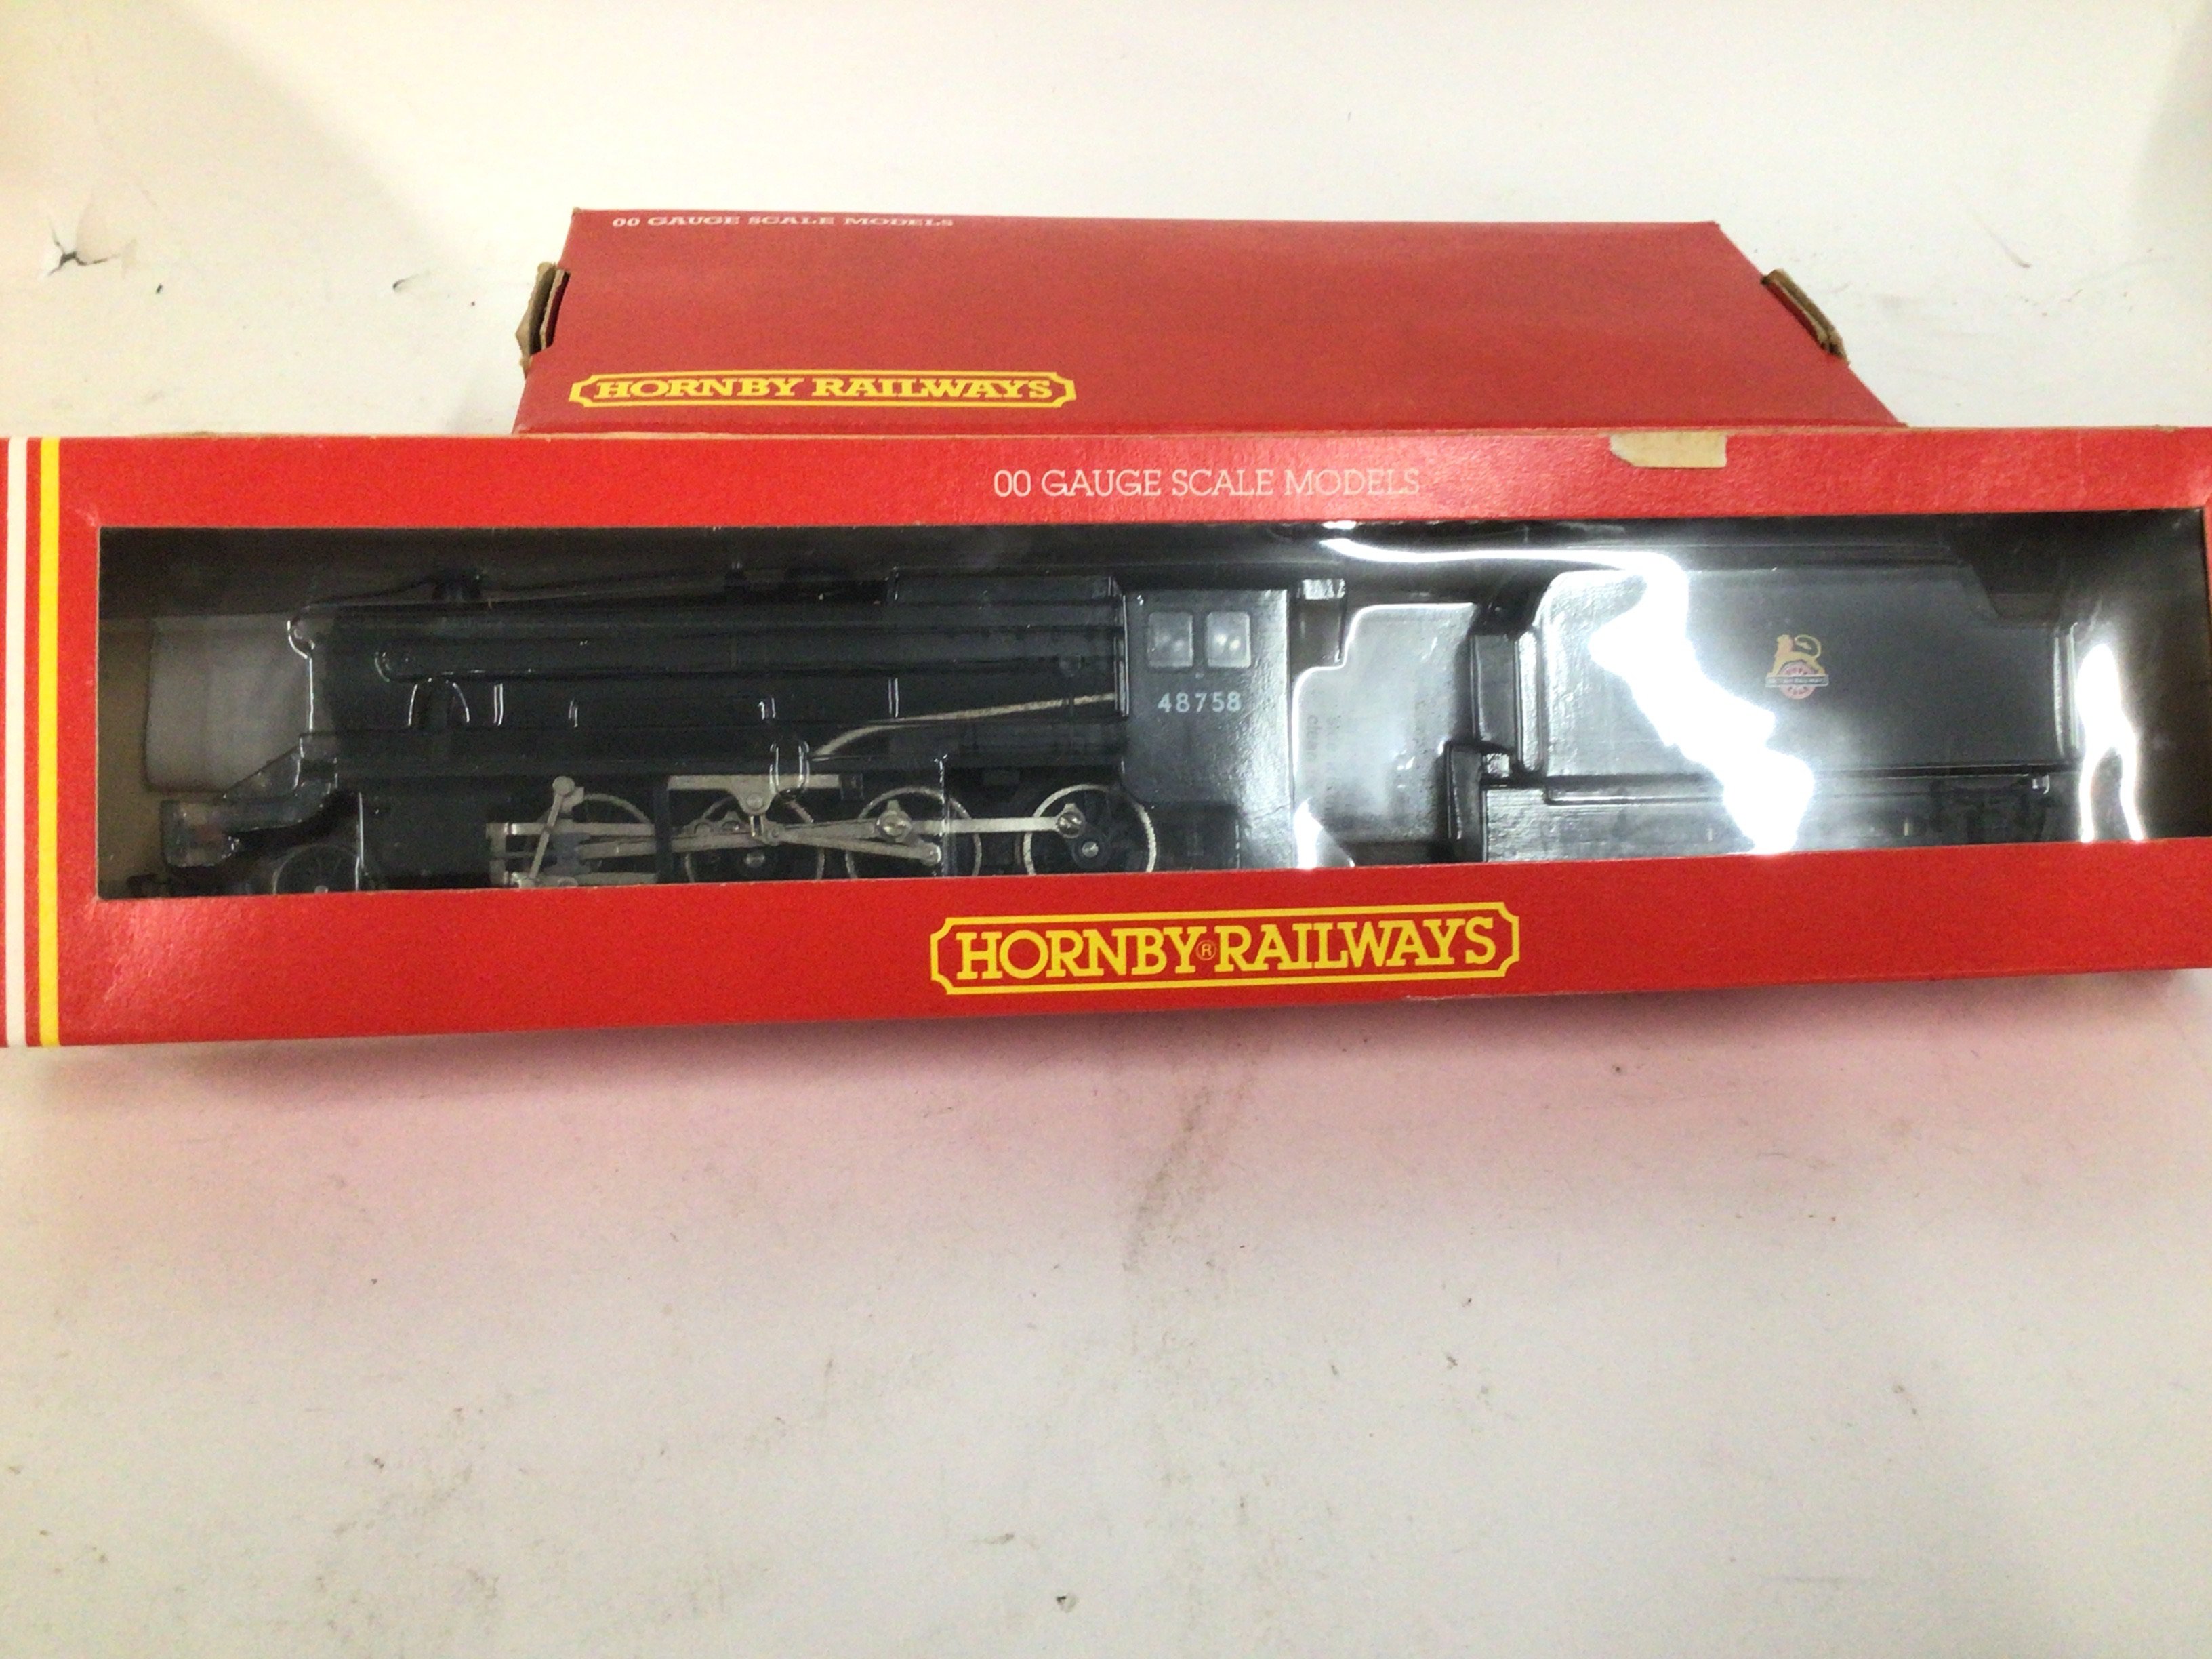 00 GAUGE SCALE MODELS
HORNBY RAILWAYS
00 GAUGE SCALE MODELS
48758
HORNBY® RAILWAYS